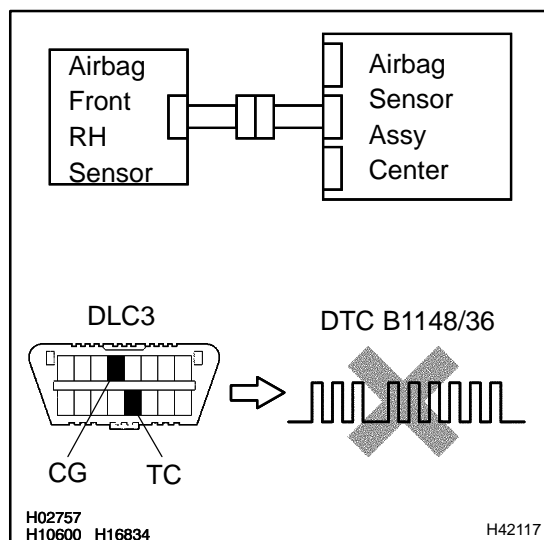 Airbag
Front
RH
Sensor
Airbag
Sensor
Assy
Center
DLC3
DTC B1148/36
CG
TC
H02757
H10600 H16834
H42117